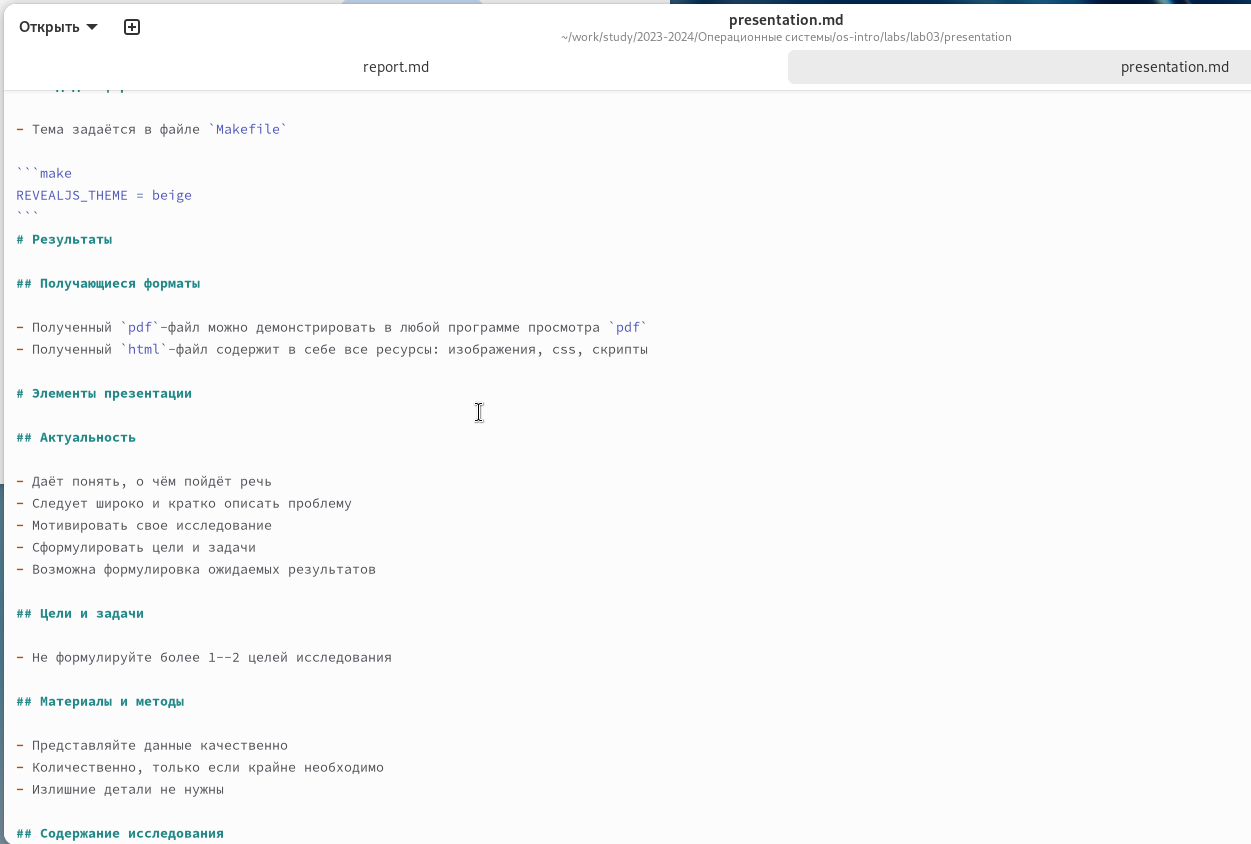 Открыть
presentation.md
~/work/study/2023-2024/Операционные системы/os-intro/labs/lab03/presentation
report.md
presentation.md
- Тема задаётся в файле `Makefile`
```make
REVEALJS_THEME = beige
```
# Результаты
## Получающиеся форматы
- Полученный `pdf`-файл можно демонстрировать в любой программе просмотра `pdf`
- Полученный `html`-файл содержит в себе все ресурсы: изображения, css, скрипты
# Элементы презентации
## Актуальность
- Даёт понять, о чём пойдёт речь
- Следует широко и кратко описать проблему
- Мотивировать свое исследование
- Сформулировать цели и задачи
- Возможна формулировка ожидаемых результатов
## Цели и задачи
- Не формулируйте более 1--2 целей исследования
## Материалы и методы
- Представляйте данные качественно
- Количественно, только если крайне необходимо
- Излишние детали не нужны
## Содержание исследования